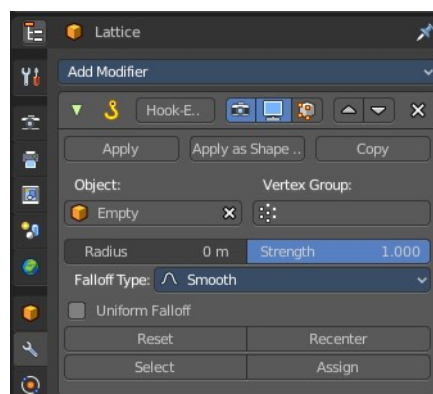 Lattice
Add Modifier
Hook-E..
Apply Apply as Shape .. Copy
Object: Vertex Group:
Empty
Radius 0 m Strength 1.000
Falloff Type: Smooth
Uniform Falloff
Reset Recenter
Select Assign